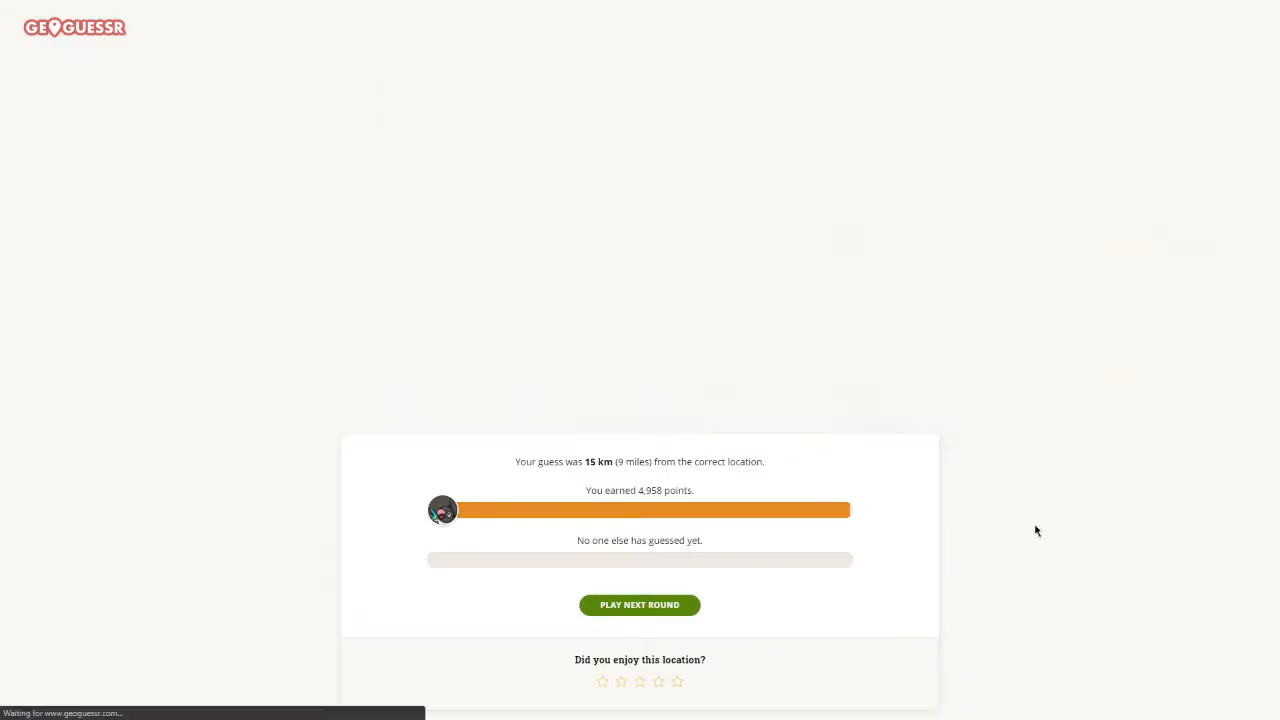 GEOGUESSR
Your guess was 15 km (9 miles) from the correct location.
You earned 4,958 points.
No one else has guessed yet.
PLAY NEXT ROUND
Did you enjoy this location?
Waiting for www.geoguessr.com...